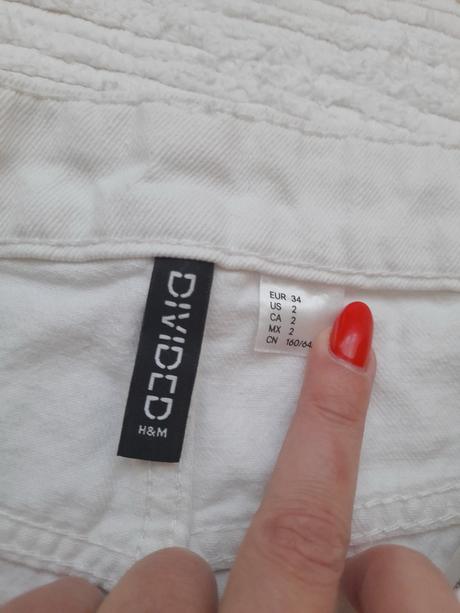 DIVIDED
H&M
EUR 34
US 2
CA 2
MX 2
CN 160/64